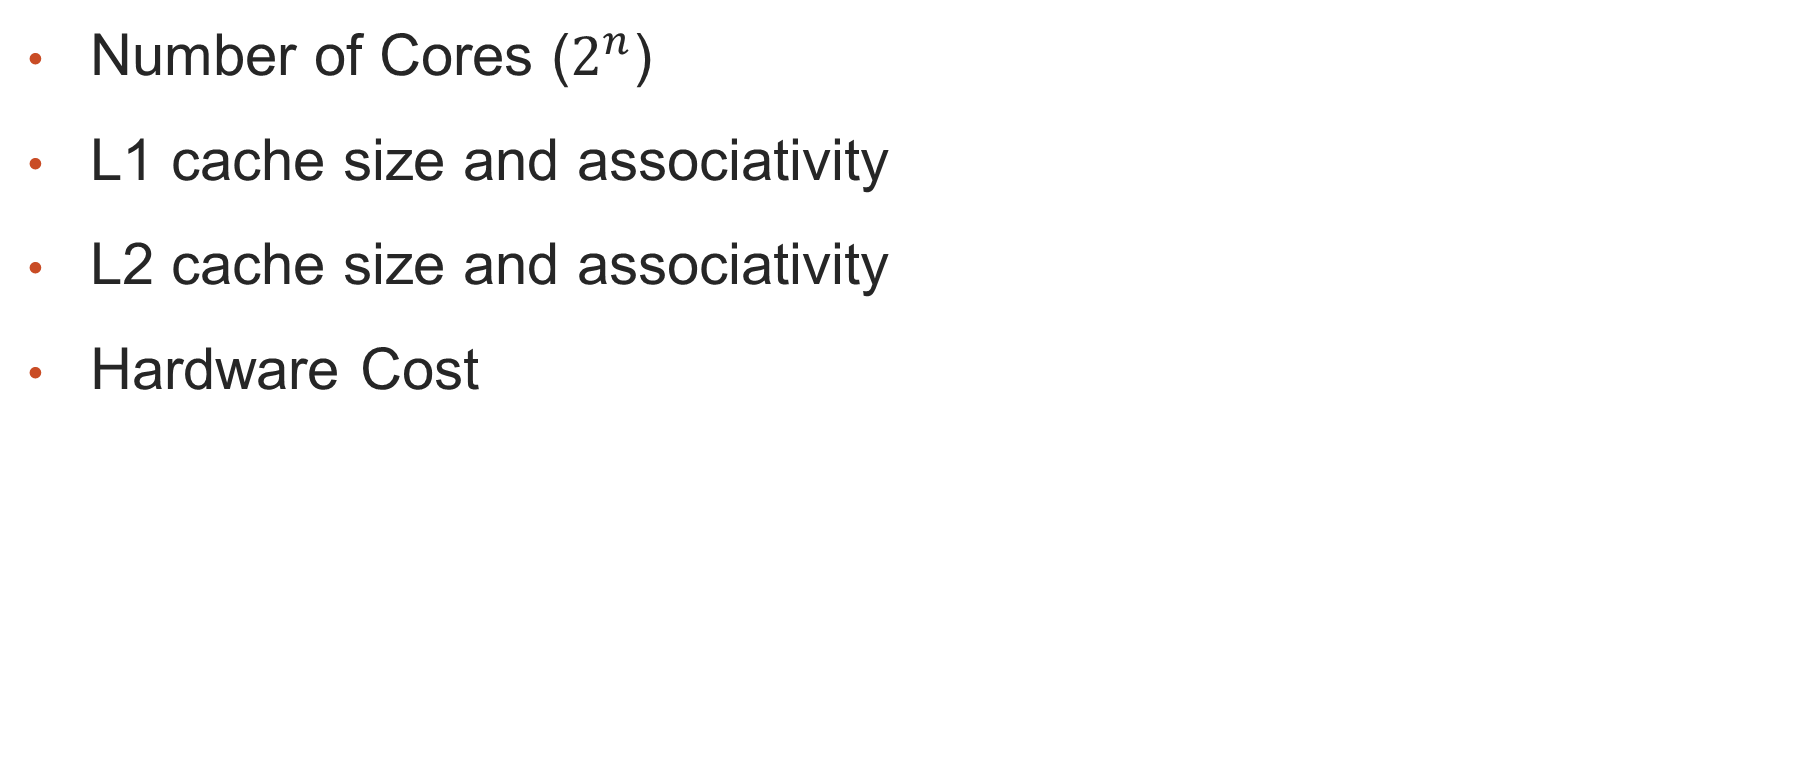 • Number of Cores (2ⁿ)
• L1 cache size and associativity
• L2 cache size and associativity
• Hardware Cost